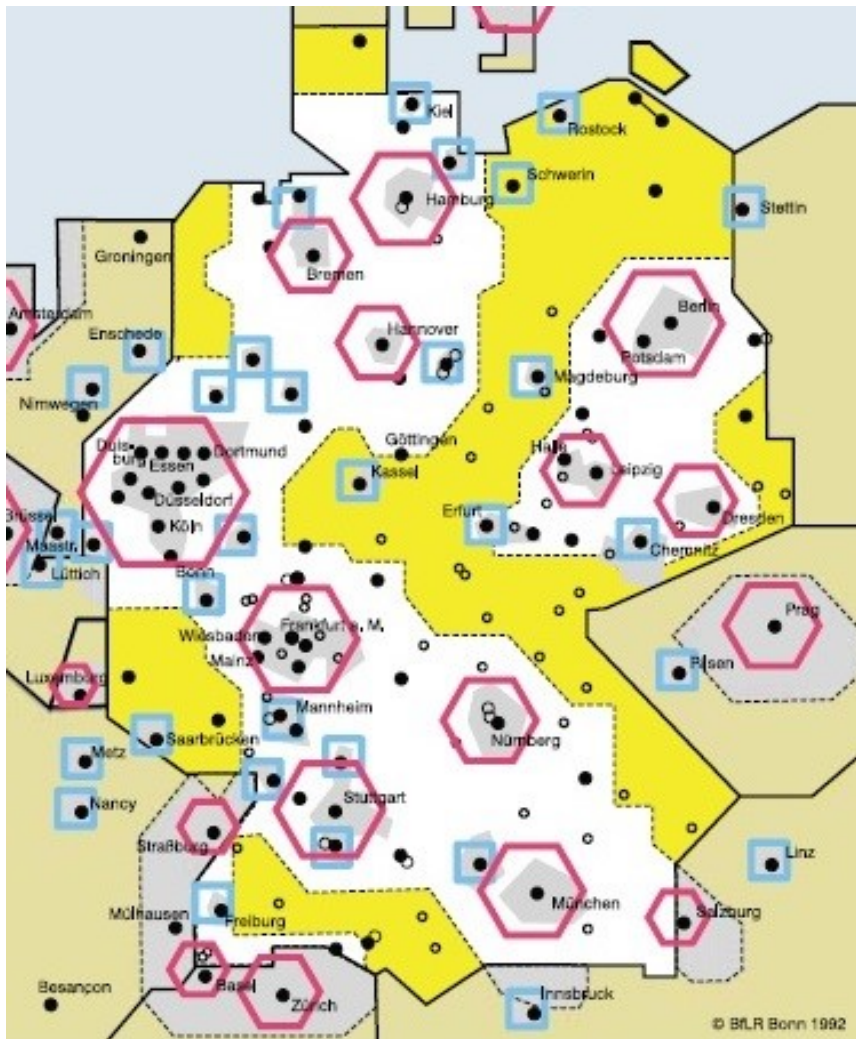 Kiel
Rostock
Schwerin
Hamburg
Stettin
Groningen
Bremen
Amsterdam
Enschede
Hannover
Berlin
Potsdam
Nimwegen
Magdeburg
Göttingen
Duis-
burg
Essen
Dortmund
Halle
Leipzig
Kassel
Düsseldorf
Brüssel
Köln
Erfurt
Dresden
Maastr.
Chemnitz
Lüttich
Bonn
Prag
Wiesbaden
Frankfurt a. M.
Mainz
Pilsen
Luxemburg
Mannheim
Saarbrücken
Nürnberg
Metz
Nancy
Stuttgart
Straßburg
Linz
München
Mülhausen
Freiburg
Salzburg
Besançon
Basel
Zürich
Innsbruck
© BfLR Bonn 1992